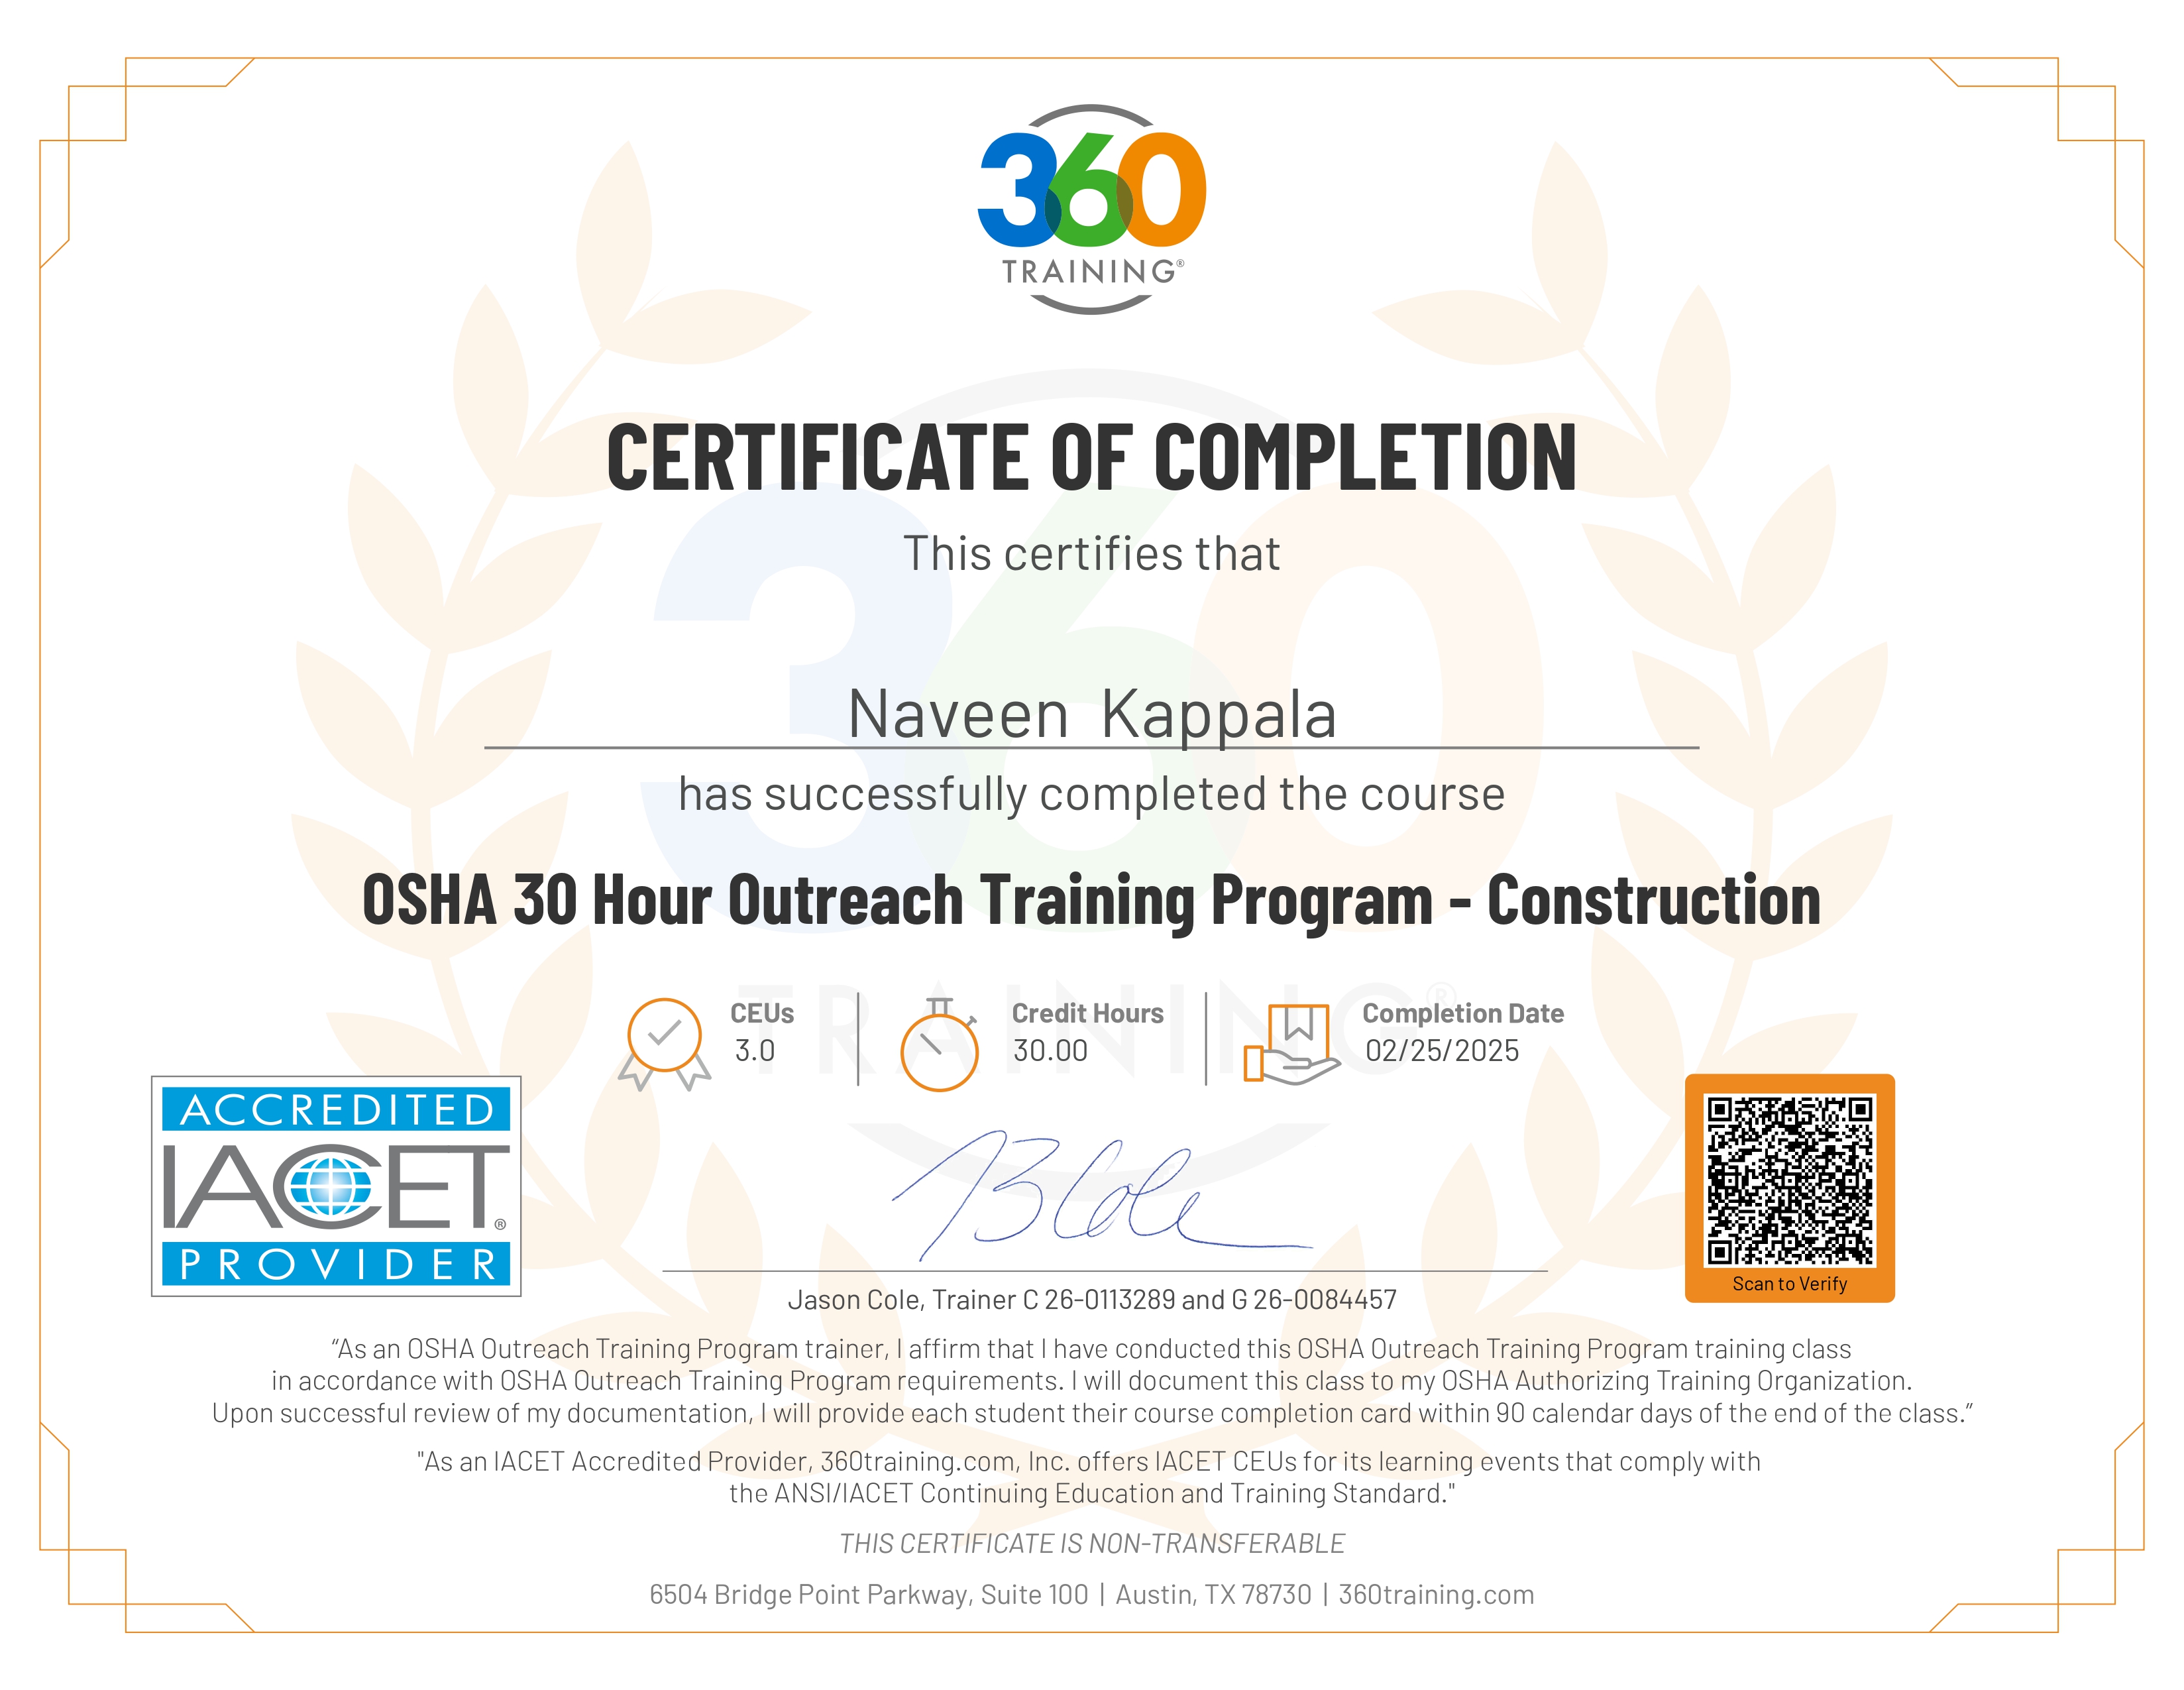 360
TRAINING®
CERTIFICATE OF COMPLETION
This certifies that
Naveen Kappala
has successfully completed the course
OSHA 30 Hour Outreach Training Program - Construction
CEUs
3.0
Credit Hours
30.00
Completion Date
02/25/2025
ACCREDITED
IACET®
PROVIDER
Scan to Verify
Jason Cole, Trainer C 26-0113289 and G 26-0084457
“As an OSHA Outreach Training Program trainer, I affirm that I have conducted this OSHA Outreach Training Program training class
in accordance with OSHA Outreach Training Program requirements. I will document this class to my OSHA Authorizing Training Organization.
Upon successful review of my documentation, I will provide each student their course completion card within 90 calendar days of the end of the class.”
"As an IACET Accredited Provider, 360training.com, Inc. offers IACET CEUs for its learning events that comply with
the ANSI/IACET Continuing Education and Training Standard."
THIS CERTIFICATE IS NON-TRANSFERABLE
6504 Bridge Point Parkway, Suite 100 | Austin, TX 78730 | 360training.com